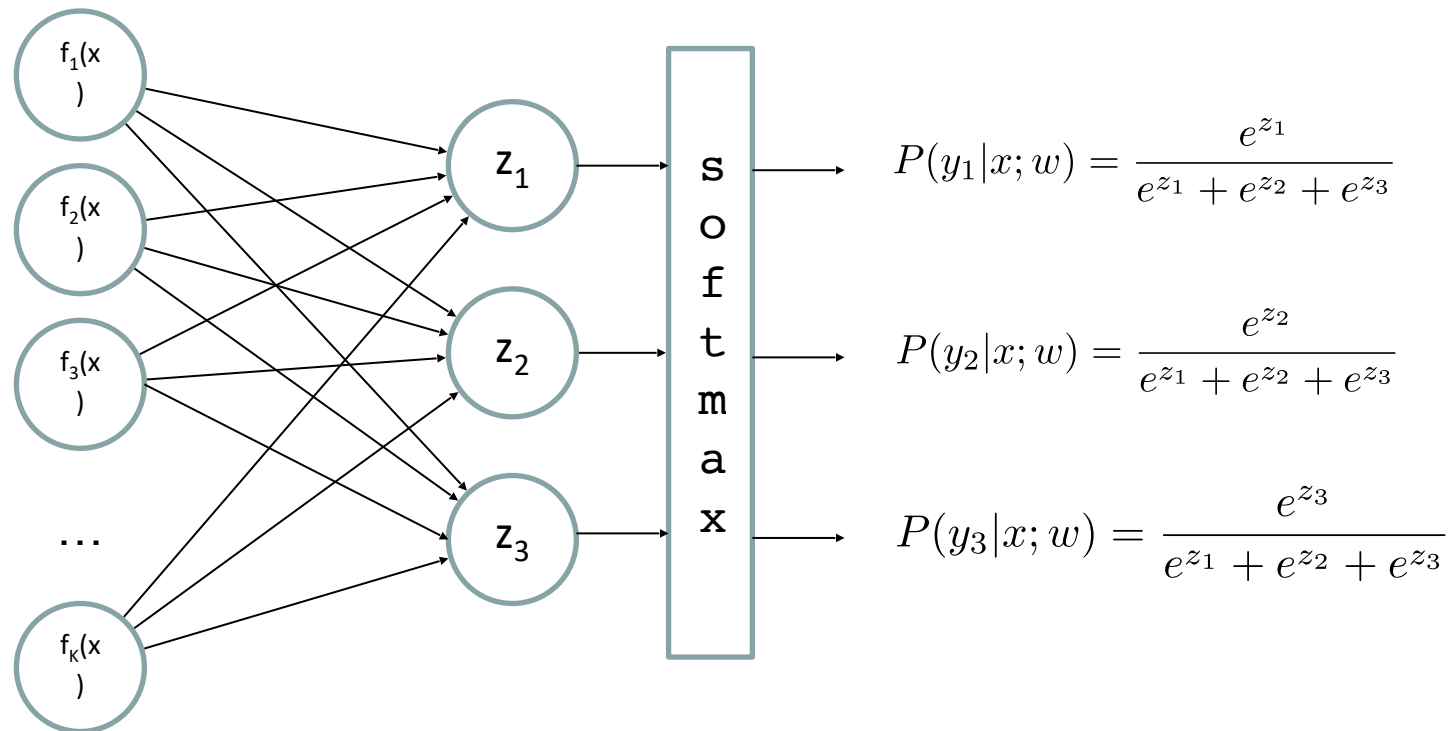 f₁(x
)
f₂(x
)
f₃(x
)
...
f_K(x
)
z₁
z₂
z₃
s
o
f
t
m
a
x
P(y₁|x; w) = e^{z₁} / (e^{z₁} + e^{z₂} + e^{z₃})
P(y₂|x; w) = e^{z₂} / (e^{z₁} + e^{z₂} + e^{z₃})
P(y₃|x; w) = e^{z₃} / (e^{z₁} + e^{z₂} + e^{z₃})